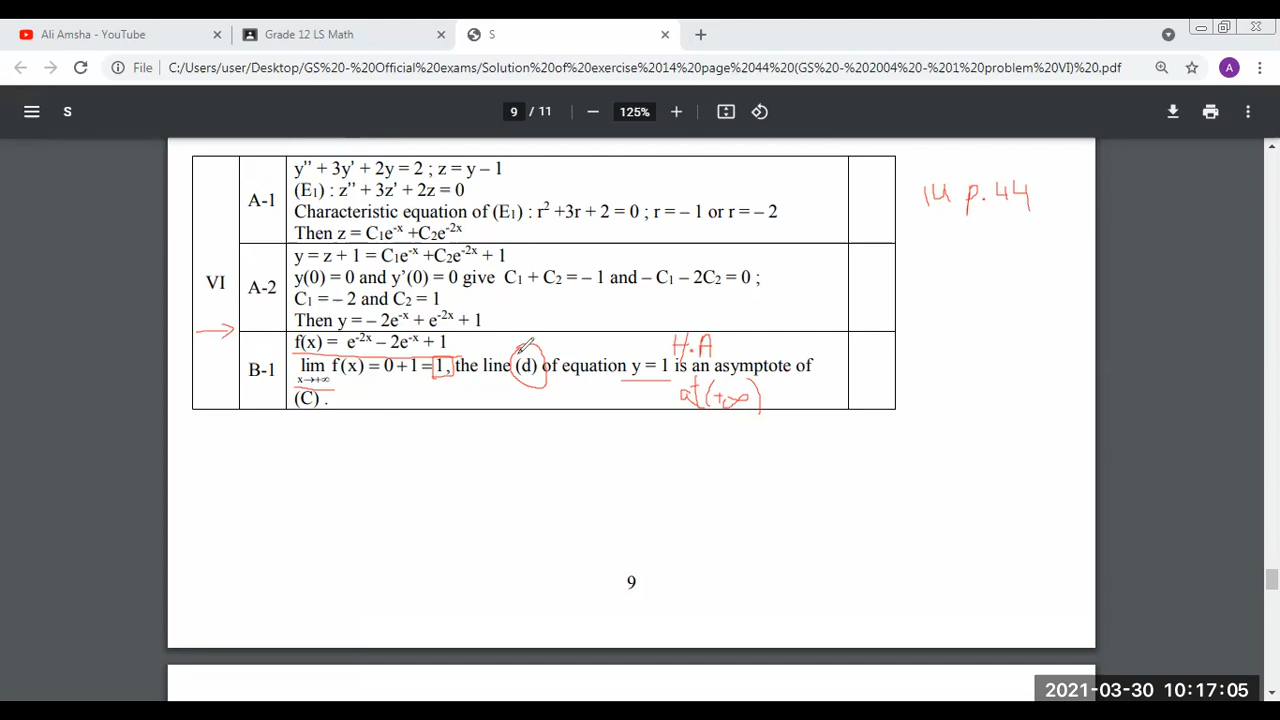 Ali Amsha - YouTube
Grade 12 LS Math
S
File
C:/Users/user/Desktop/GS%20-%20Official%20exams/Solution%20of%20exercise%2014%20page%2044%20(GS%20-%202004%20-%201%20problem%20VI)%20.pdf
A
S
9 / 11
125%
y'' + 3y' + 2y = 2 ; z = y – 1
A-1
(E1) : z'' + 3z' + 2z = 0
14 p. 44
Characteristic equation of (E1) : r2 +3r + 2 = 0 ; r = – 1 or r = – 2
Then z = C1e-x +C2e-2x
VI
A-2
y = z + 1 = C1e-x +C2e-2x + 1
y(0) = 0 and y'(0) = 0 give C1 + C2 = – 1 and – C1 – 2C2 = 0 ;
C1 = – 2 and C2 = 1
Then y = – 2e-x + e-2x + 1
B-1
f(x) = e-2x – 2e-x + 1
H.A
lim f(x) = 0 + 1 = 1, the line (d) of equation y = 1 is an asymptote of
x→+∞
at (+∞)
(C) .
9
2021-03-30 10:17:05